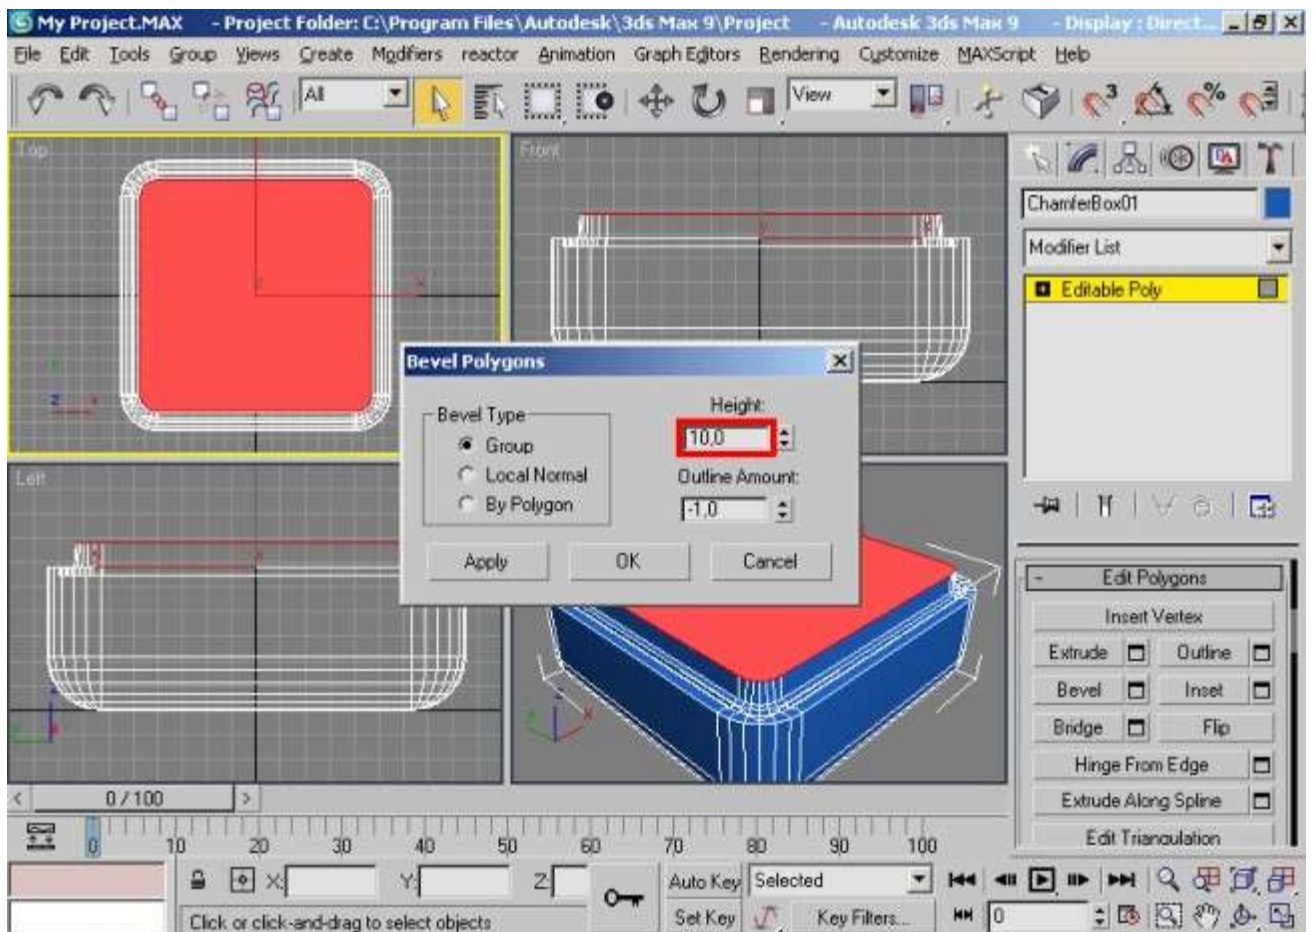 My Project.MAX - Project Folder: C:\Program Files\Autodesk\3ds Max 9\Project - Autodesk 3ds Max 9 - Display : Direct...
File Edit Tools Group Views Create Modifiers reactor Animation Graph Editors Rendering Customize MAXScript Help
All View 3 %
Top Front
ChamferBox01
Modifier List
Editable Poly
Bevel Polygons
Bevel Type
Group
Local Normal
By Polygon
Height:
10,0
Outline Amount:
-1,0
Apply OK Cancel
Left
- Edit Polygons
Insert Vertex
Extrude Outline
Bevel Inset
Bridge Flip
Hinge From Edge
Extrude Along Spline
Edit Triangulation
< 0 / 100 >
0 10 20 30 40 50 60 70 80 90 100
X: Y: Z: Auto Key Selected
Click or click-and-drag to select objects Set Key Key Filters... 0